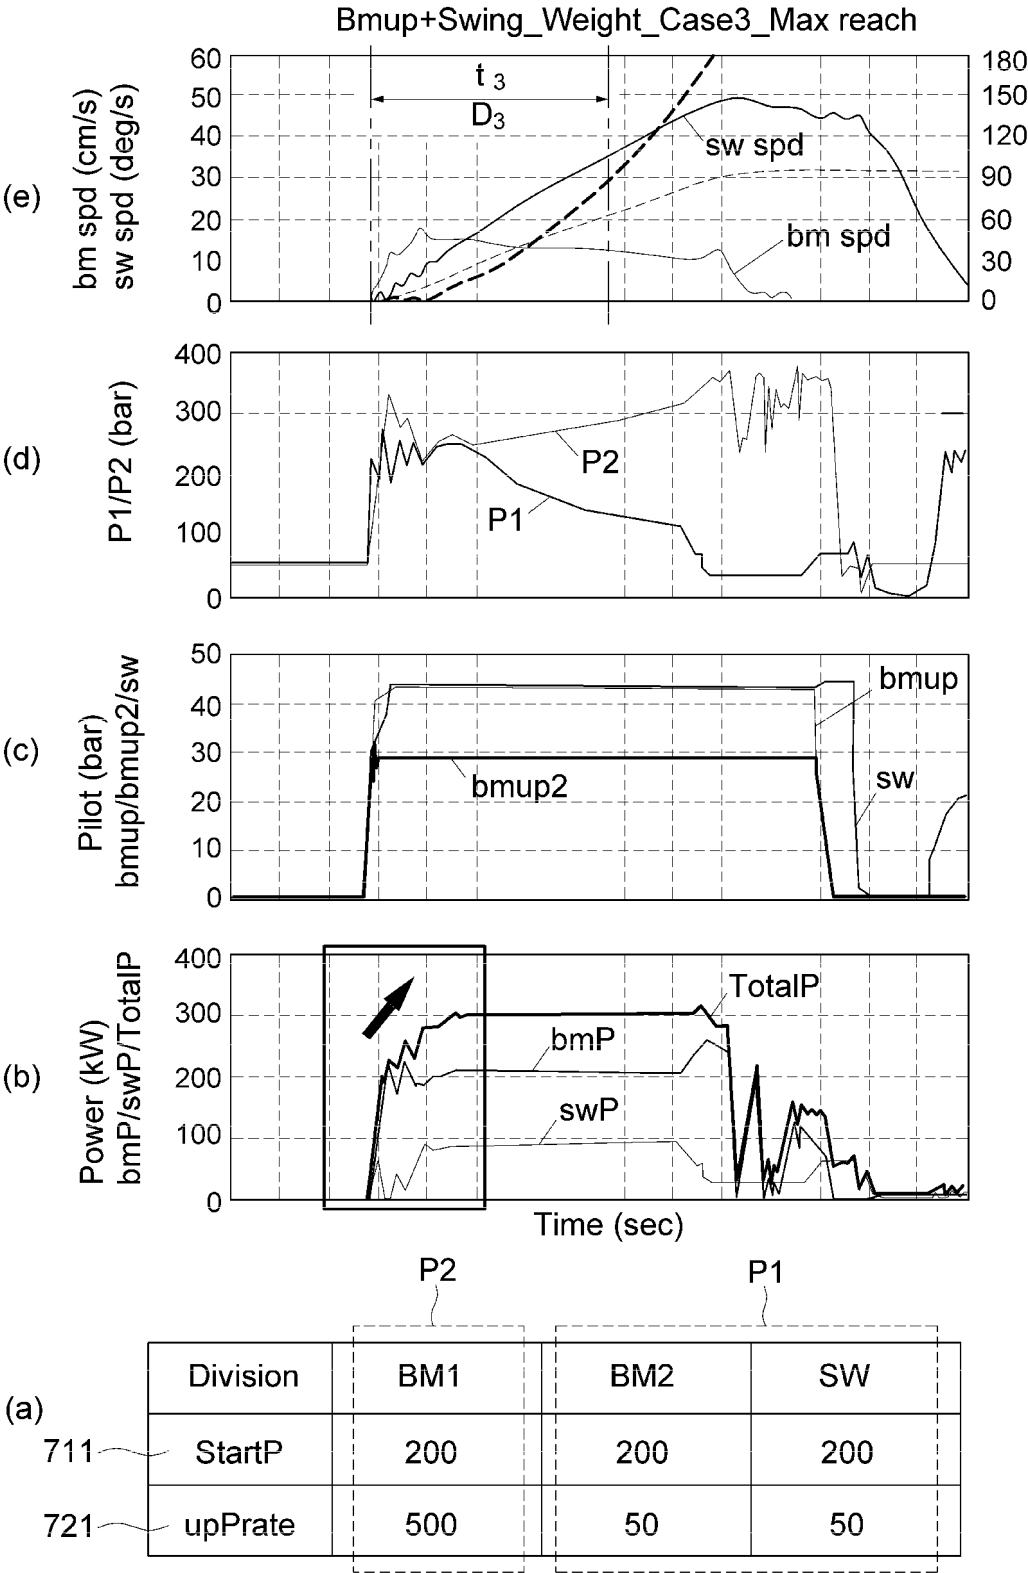 Bmup+Swing_Weight_Case3_Max reach
(e)
bm spd (cm/s)
sw spd (deg/s)
60
50
40
30
20
10
0
180
150
120
90
60
30
0
t 3
D3
sw spd
bm spd
(d)
P1/P2 (bar)
400
300
200
100
0
P2
P1
(c)
Pilot (bar)
bmup/bmup2/sw
50
40
30
20
10
0
bmup
bmup2
sw
(b)
Power (kW)
bmP/swP/TotalP
400
300
200
100
0
TotalP
bmP
swP
Time (sec)
P2 P1
(a)
Division BM1 BM2 SW
711 StartP 200 200 200
721 upPrate 500 50 50